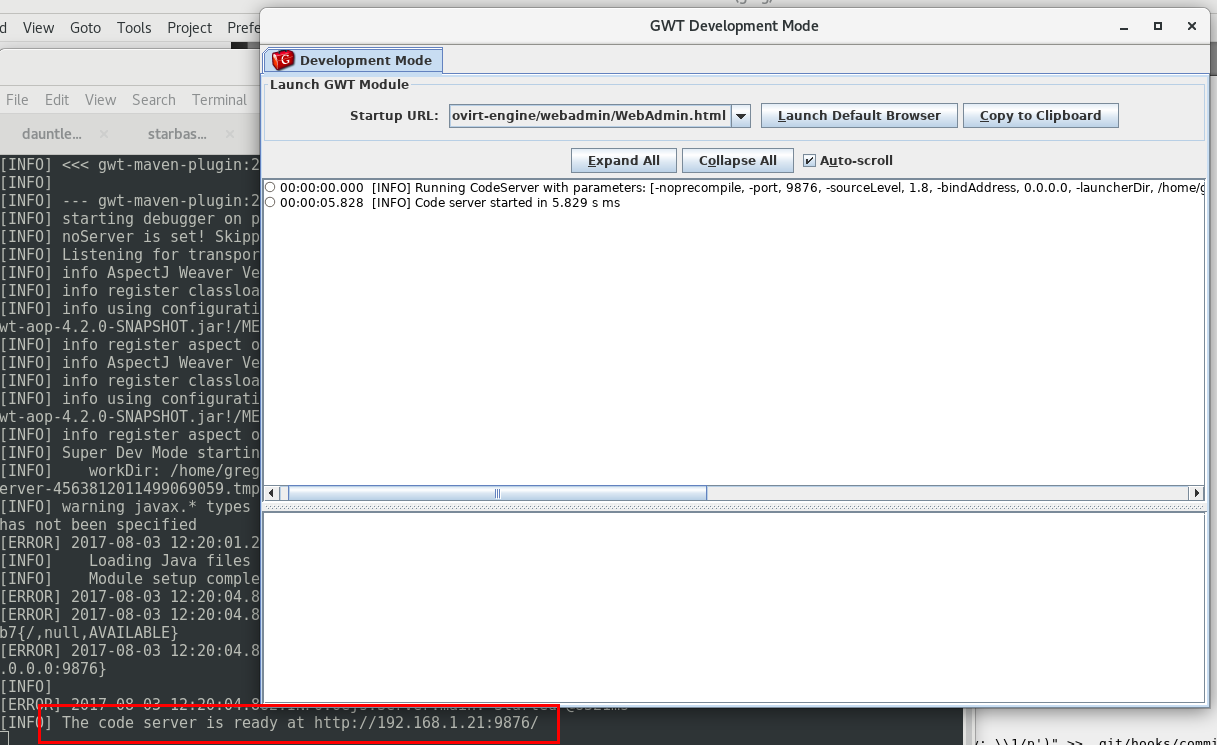 d View Goto Tools Project Prefe
GWT Development Mode
Development Mode
Launch GWT Module
Startup URL: ovirt-engine/webadmin/WebAdmin.html Launch Default Browser Copy to Clipboard
Expand All Collapse All Auto-scroll
00:00:00.000 [INFO] Running CodeServer with parameters: [-noprecompile, -port, 9876, -sourceLevel, 1.8, -bindAddress, 0.0.0.0, -launcherDir, /home/g
00:00:05.828 [INFO] Code server started in 5.829 s ms
File Edit View Search Terminal
dauntle... × starbas... ×
[INFO] <<< gwt-maven-plugin:2
[INFO]
[INFO] --- gwt-maven-plugin:2
[INFO] starting debugger on p
[INFO] noServer is set! Skipp
[INFO] Listening for transpor
[INFO] info AspectJ Weaver Ve
[INFO] info register classloa
[INFO] info using configurati
wt-aop-4.2.0-SNAPSHOT.jar!/ME
[INFO] info register aspect o
[INFO] info AspectJ Weaver Ve
[INFO] info register classloa
[INFO] info using configurati
wt-aop-4.2.0-SNAPSHOT.jar!/ME
[INFO] info register aspect o
[INFO] Super Dev Mode startin
[INFO] workDir: /home/greg
erver-4563812011499069059.tmp
[INFO] warning javax.* types
has not been specified
[ERROR] 2017-08-03 12:20:01.2
[INFO] Loading Java files
[INFO] Module setup comple
[ERROR] 2017-08-03 12:20:04.8
[ERROR] 2017-08-03 12:20:04.8
b7{/,null,AVAILABLE}
[ERROR] 2017-08-03 12:20:04.8
.0.0.0:9876}
[INFO]
[ERROR] 2017-08-03 12:20:04.8
[INFO] The code server is ready at http://192.168.1.21:9876/
: \\1/p')" >> .git/hooks/commi